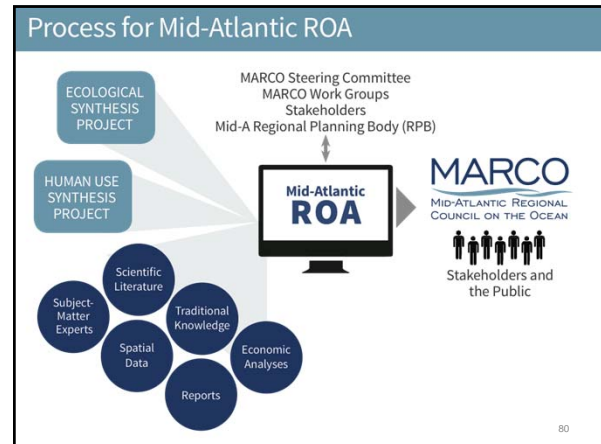 Process for Mid-Atlantic ROA
ECOLOGICAL
SYNTHESIS
PROJECT
HUMAN USE
SYNTHESIS
PROJECT
MARCO Steering Committee
MARCO Work Groups
Stakeholders
Mid-A Regional Planning Body (RPB)
Mid-Atlantic
ROA
MARCO
MID-ATLANTIC REGIONAL
COUNCIL ON THE OCEAN
Stakeholders and
the Public
Scientific
Literature
Subject-
Matter
Experts
Traditional
Knowledge
Spatial
Data
Economic
Analyses
Reports
80